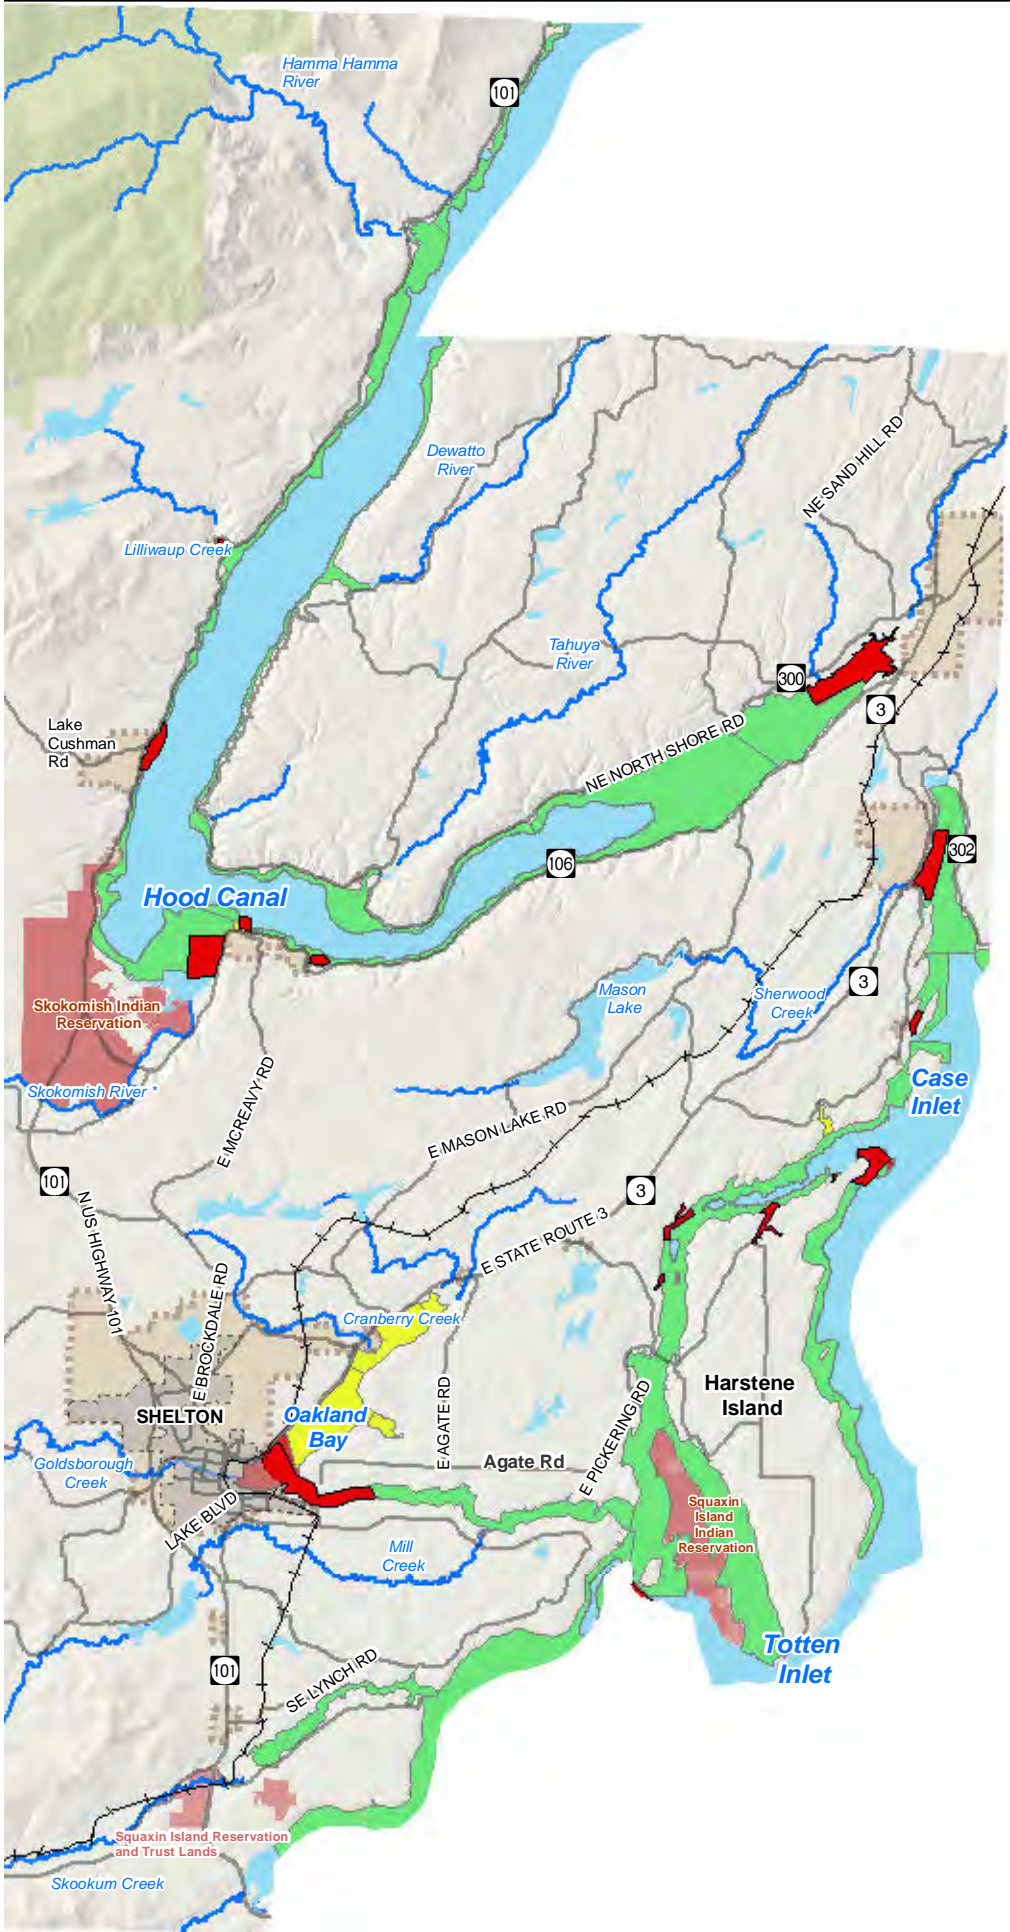 Hamma Hamma
River
101
Dewatto
River
NE SAND HILL RD
Lilliwaup Creek
Tahuya
River
300
3
Lake
Cushman
Rd
NE NORTH SHORE RD
302
106
Hood Canal
Skokomish Indian
Reservation
Mason
Lake
Sherwood
Creek
3
Skokomish River *
Case
Inlet
E MCREAVY RD
E MASON LAKE RD
101
3
N US HIGHWAY 101
E STATE ROUTE 3
E BROCKDALE RD
Cranberry Creek
Harstene
Island
SHELTON
Oakland
Bay
E AGATE RD
E PICKERING RD
Agate Rd
Goldsborough
Creek
LAKE BLVD
Squaxin
Island
Indian
Reservation
Mill
Creek
Totten
Inlet
101
SE LYNCH RD
Squaxin Island Reservation
and Trust Lands
Skookum Creek